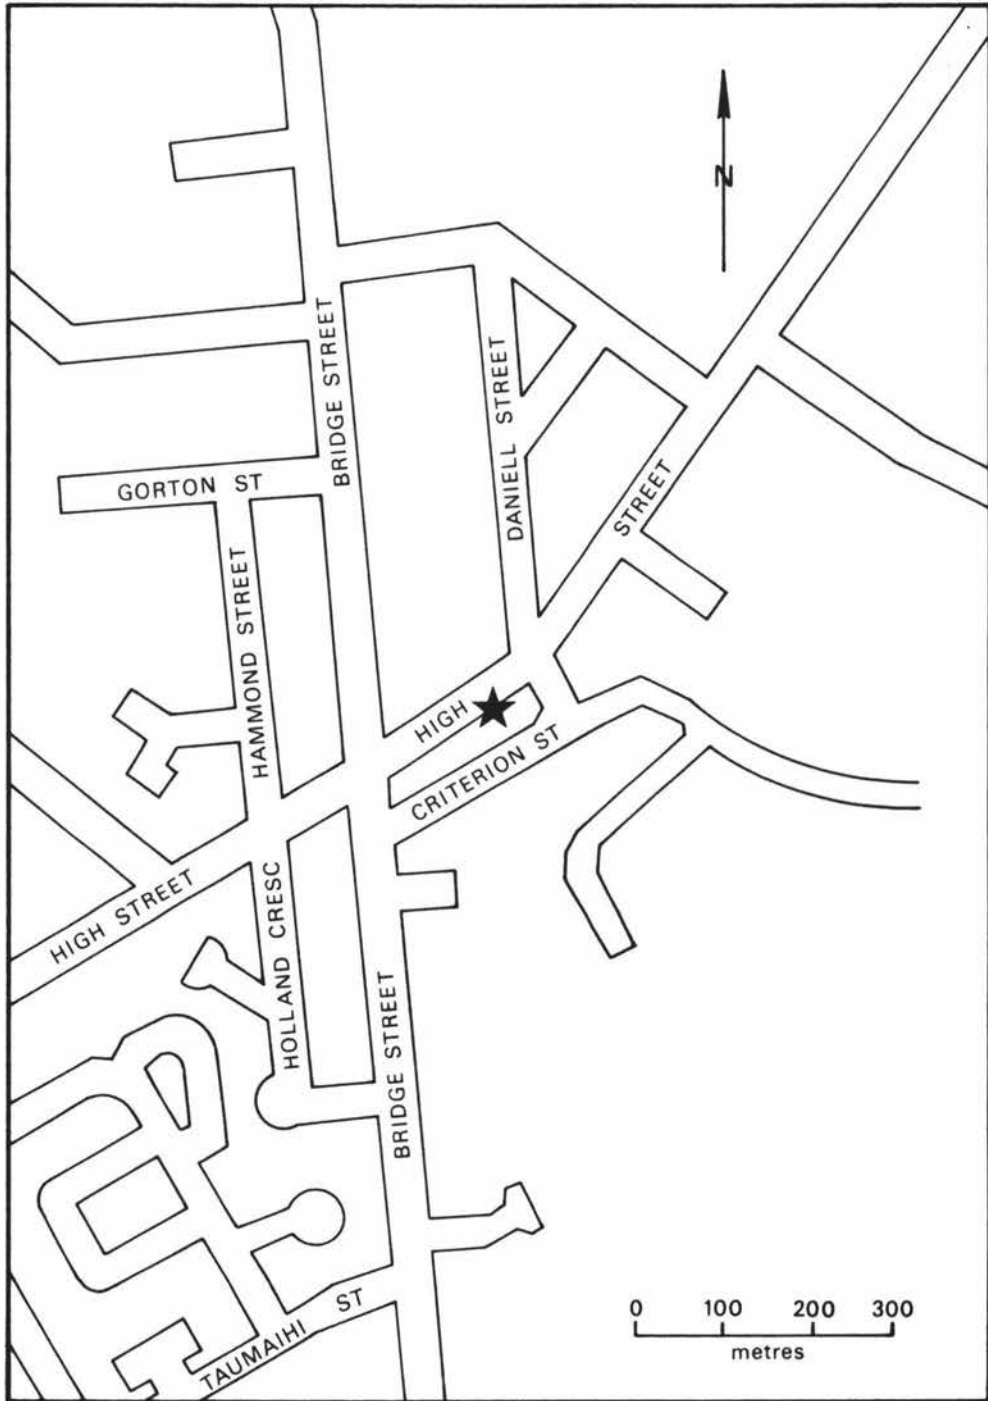 N
BRIDGE STREET
DANIELL STREET
STREET
GORTON ST
HAMMOND STREET
HIGH
CRITERION ST
HIGH STREET
HOLLAND CRESC
BRIDGE STREET
TAUMAIHI ST
0 100 200 300
metres